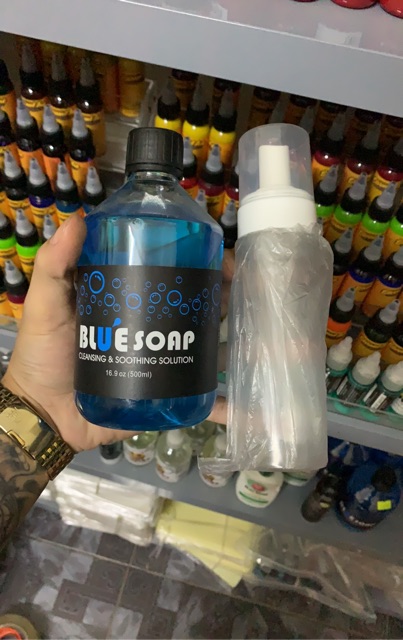 BLUE SOAP
CLEANSING & SOOTHING SOLUTION
16.9 oz (500ml)